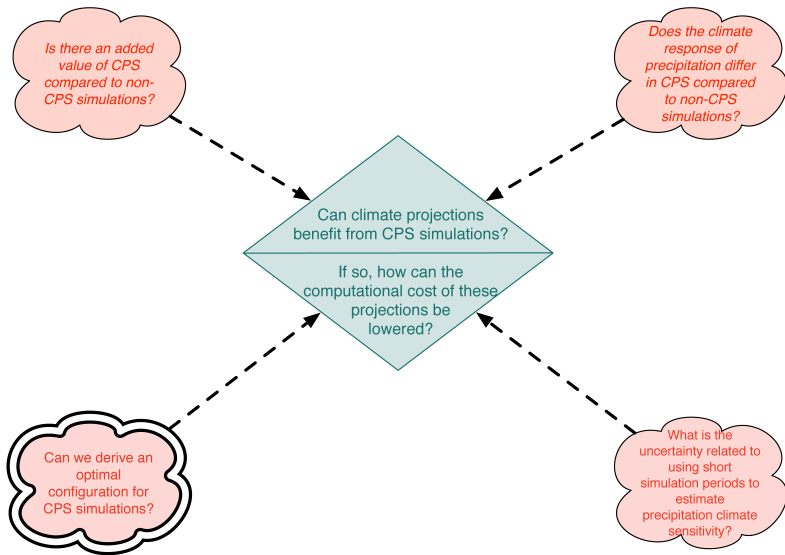 Is there an added
value of CPS
compared to non-
CPS simulations?
Does the climate
response of
precipitation differ
in CPS compared
to non-CPS
simulations?
Can climate projections
benefit from CPS simulations?
If so, how can the
computational cost of these
projections be
lowered?
Can we derive an
optimal
configuration for
CPS simulations?
What is the
uncertainty related to
using short
simulation periods to
estimate
precipitation climate
sensitivity?